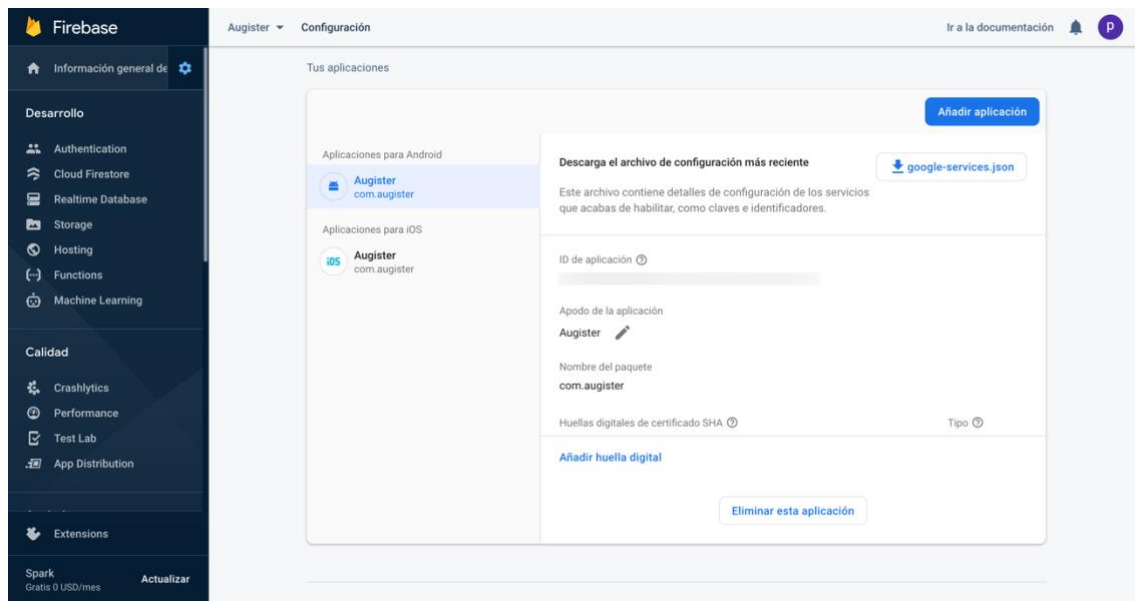 Firebase
Augister
Configuración
Ir a la documentación
p
Información general de
Desarrollo
Authentication
Cloud Firestore
Realtime Database
Storage
Hosting
Functions
Machine Learning
Calidad
Crashlytics
Performance
Test Lab
App Distribution
Extensions
Spark
Gratis 0 USD/mes
Actualizar
Tus aplicaciones
Añadir aplicación
Aplicaciones para Android
Augister
com.augister
Aplicaciones para iOS
iOS
Augister
com.augister
Descarga el archivo de configuración más reciente
google-services.json
Este archivo contiene detalles de configuración de los servicios
que acabas de habilitar, como claves e identificadores.
ID de aplicación
Apodo de la aplicación
Augister
Nombre del paquete
com.augister
Huellas digitales de certificado SHA
Tipo
Añadir huella digital
Eliminar esta aplicación